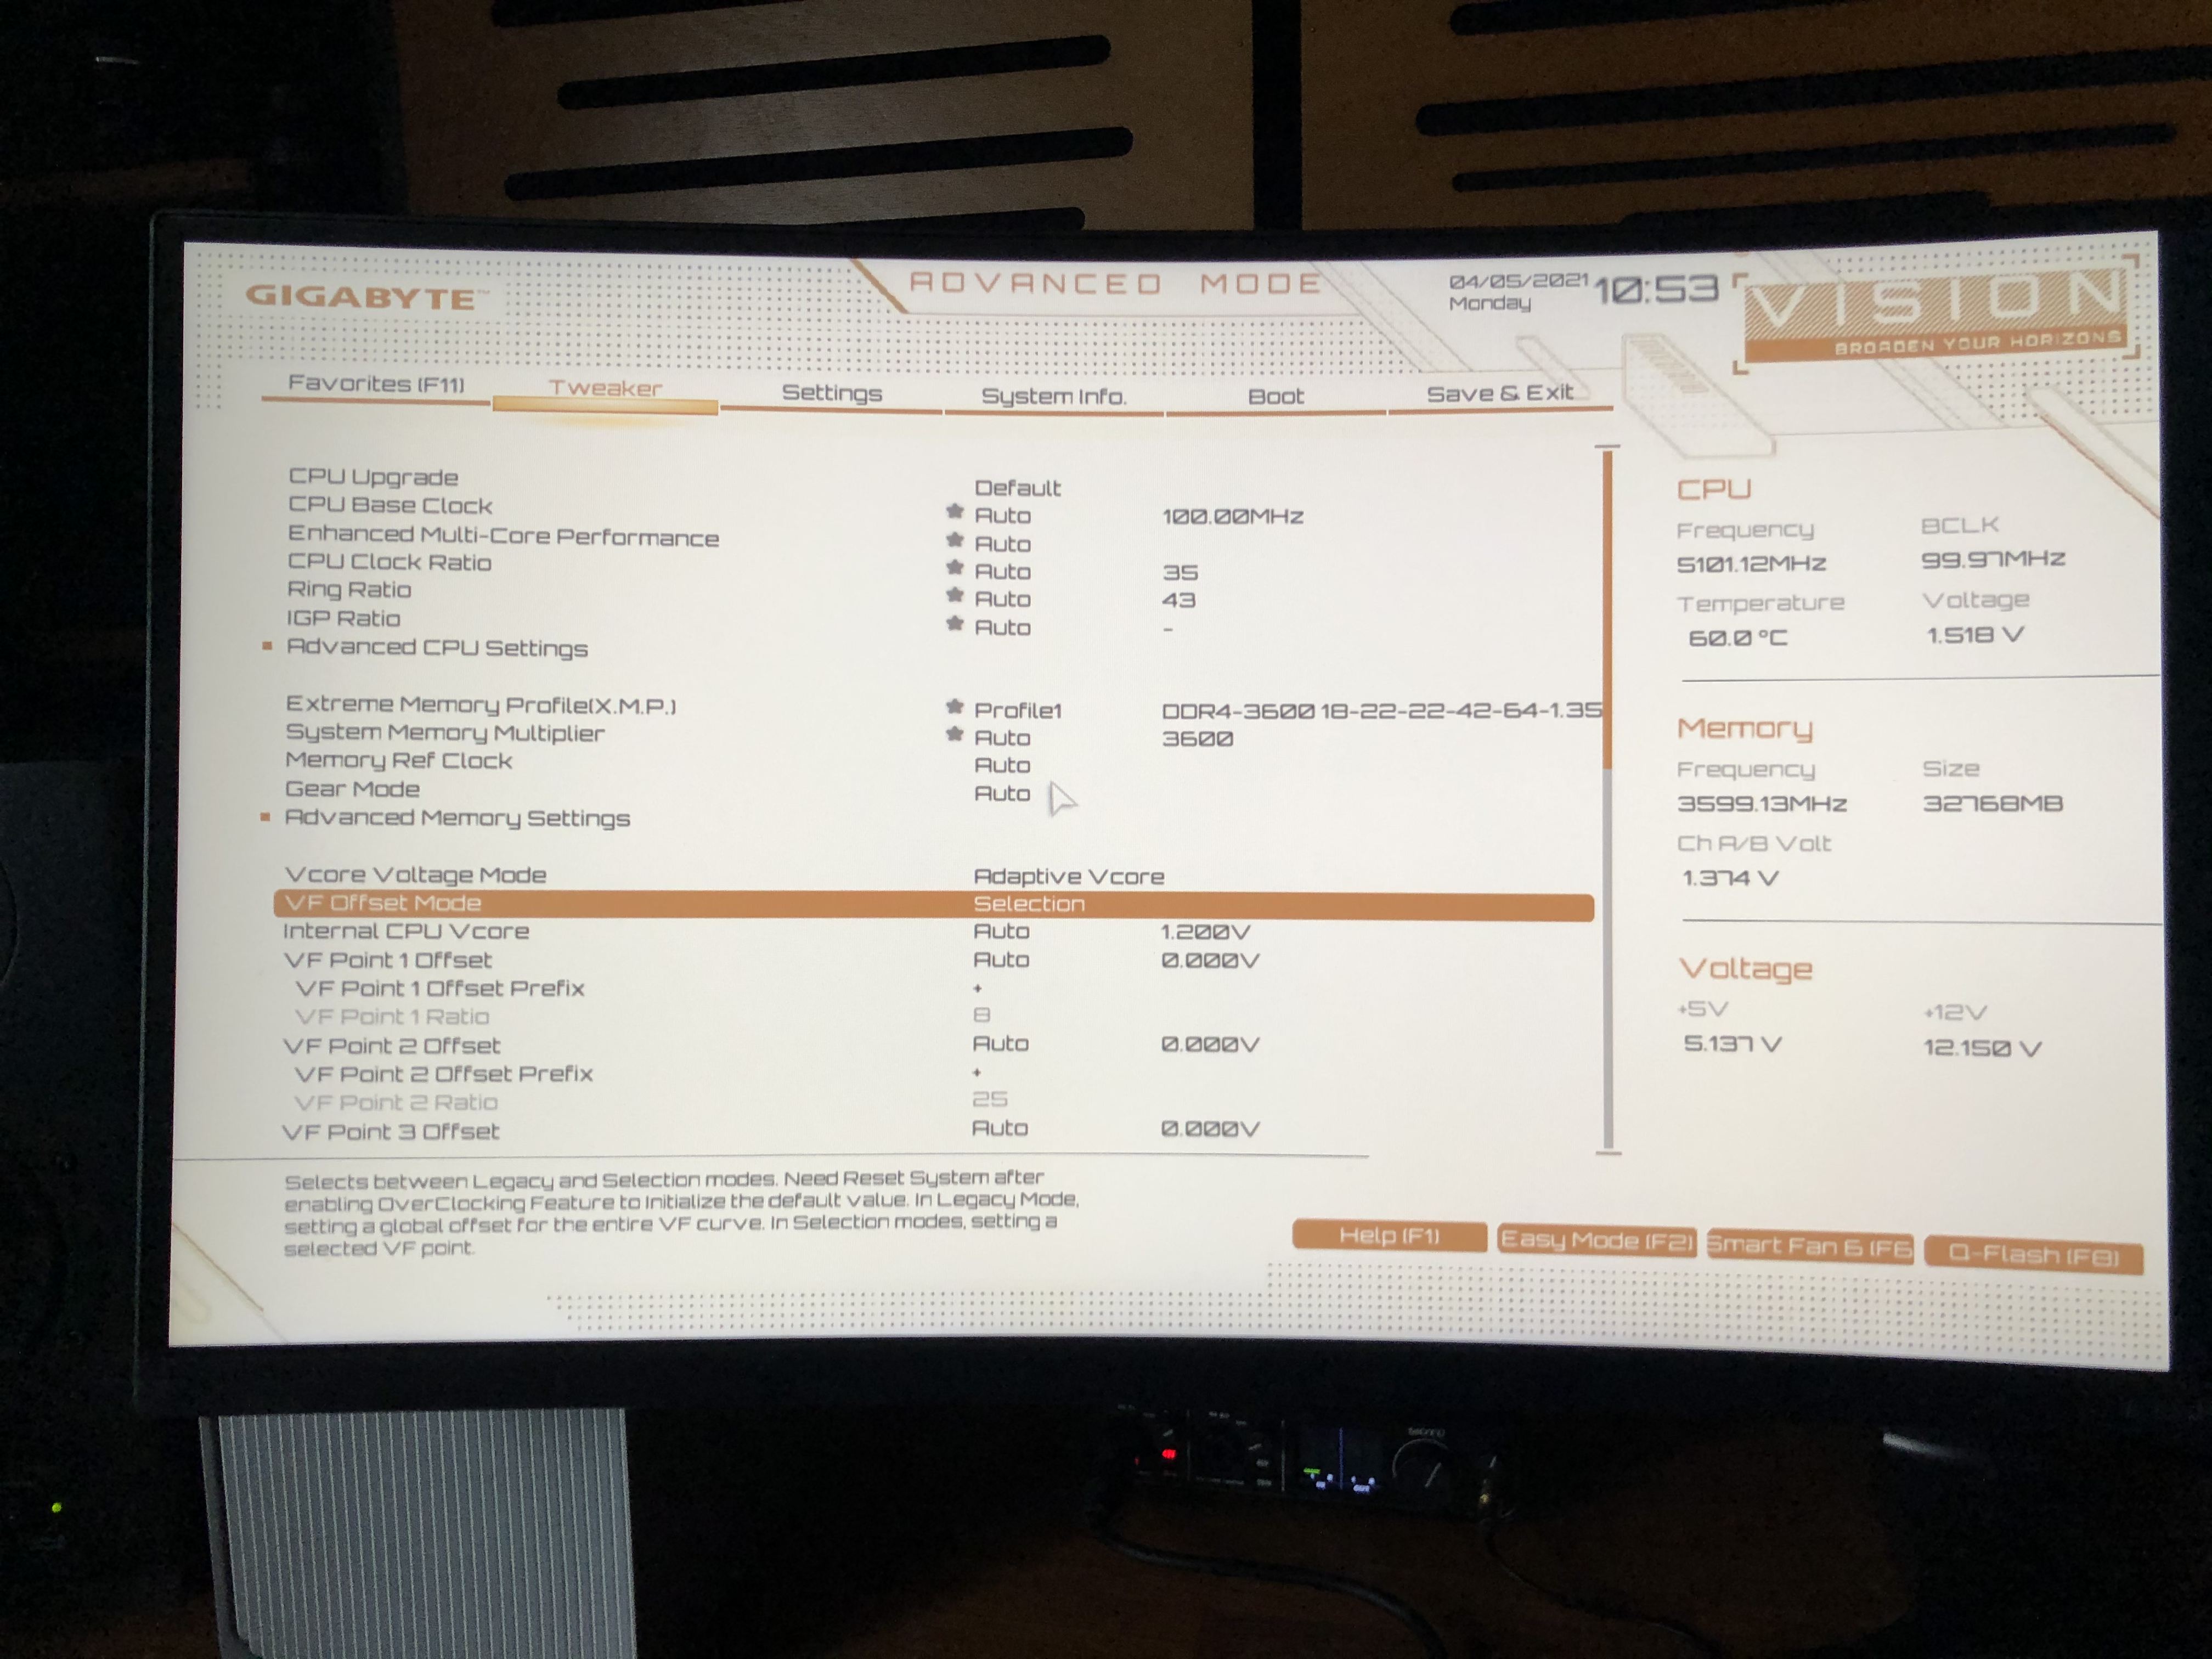 GIGABYTE™
ADVANCED MODE
04/05/2021
Monday
10:53
VISION
BROADEN YOUR HORIZONS
Favorites (F11) Tweaker Settings System Info. Boot Save & Exit
CPU Upgrade Default
CPU Base Clock Auto 100.00MHz
Enhanced Multi-Core Performance Auto
CPU Clock Ratio Auto 35
Ring Ratio Auto 43
IGP Ratio Auto -
Advanced CPU Settings
Extreme Memory Profile(X.M.P.) Profile1 DDR4-3600 18-22-22-42-64-1.35
System Memory Multiplier Auto 3600
Memory Ref Clock Auto
Gear Mode Auto
Advanced Memory Settings
Vcore Voltage Mode Adaptive Vcore
VF Offset Mode Selection
Internal CPU Vcore Auto 1.200V
VF Point 1 Offset Auto 0.000V
VF Point 1 Offset Prefix +
VF Point 1 Ratio 8
VF Point 2 Offset Auto 0.000V
VF Point 2 Offset Prefix +
VF Point 2 Ratio 25
VF Point 3 Offset Auto 0.000V
CPU
Frequency BCLK
5101.12MHz 99.97MHz
Temperature Voltage
60.0 °C 1.518 V
Memory
Frequency Size
3599.13MHz 32768MB
Ch A/B Volt
1.374 V
Voltage
+5V +12V
5.137 V 12.150 V
Selects between Legacy and Selection modes. Need Reset System after
enabling OverClocking Feature to Initialize the default value. In Legacy Mode,
setting a global offset for the entire VF curve. In Selection modes, setting a
selected VF point.
Help (F1) Easy Mode (F2) Smart Fan 6 (F6 Q-Flash (F8)